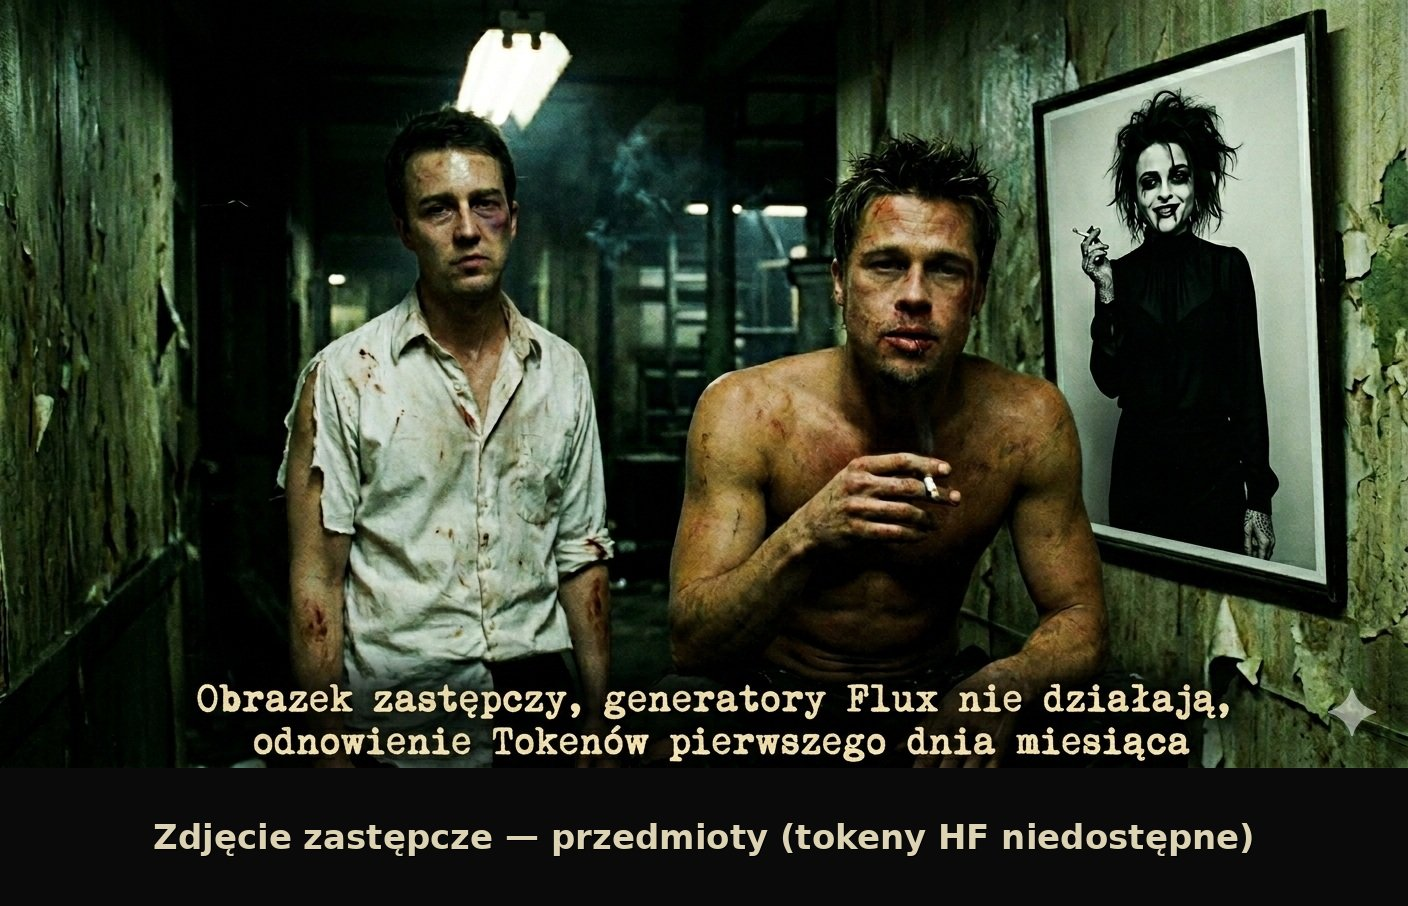 Obrazek zastępczy, generatory Flux nie działają,
odnowienie Tokenów pierwszego dnia miesiąca
Zdjęcie zastępcze — przedmioty (tokeny HF niedostępne)